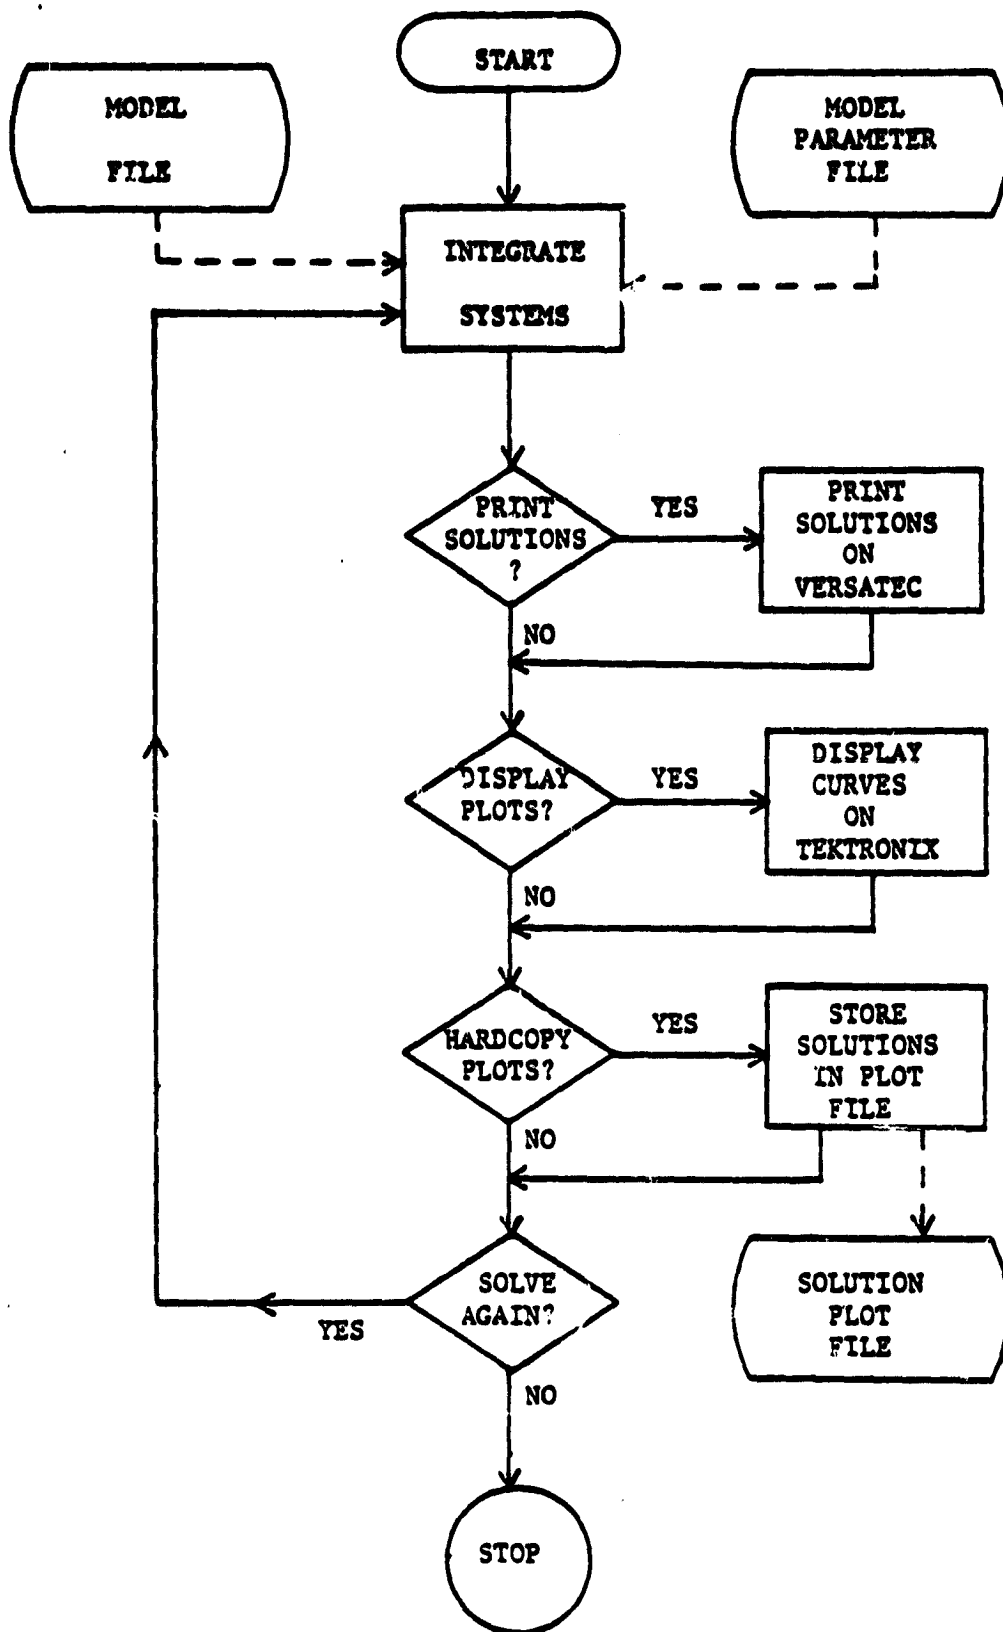 START
MODEL
FILE
MODEL
PARAMETER
FILE
INTEGRATE
SYSTEMS
PRINT
SOLUTIONS
?
YES
PRINT
SOLUTIONS
ON
VERSATEC
NO
DISPLAY
PLOTS?
YES
DISPLAY
CURVES
ON
TEKTRONIX
NO
HARDCOPY
PLOTS?
YES
STORE
SOLUTIONS
IN PLOT
FILE
NO
SOLVE
AGAIN?
YES
SOLUTION
PLOT
FILE
NO
STOP